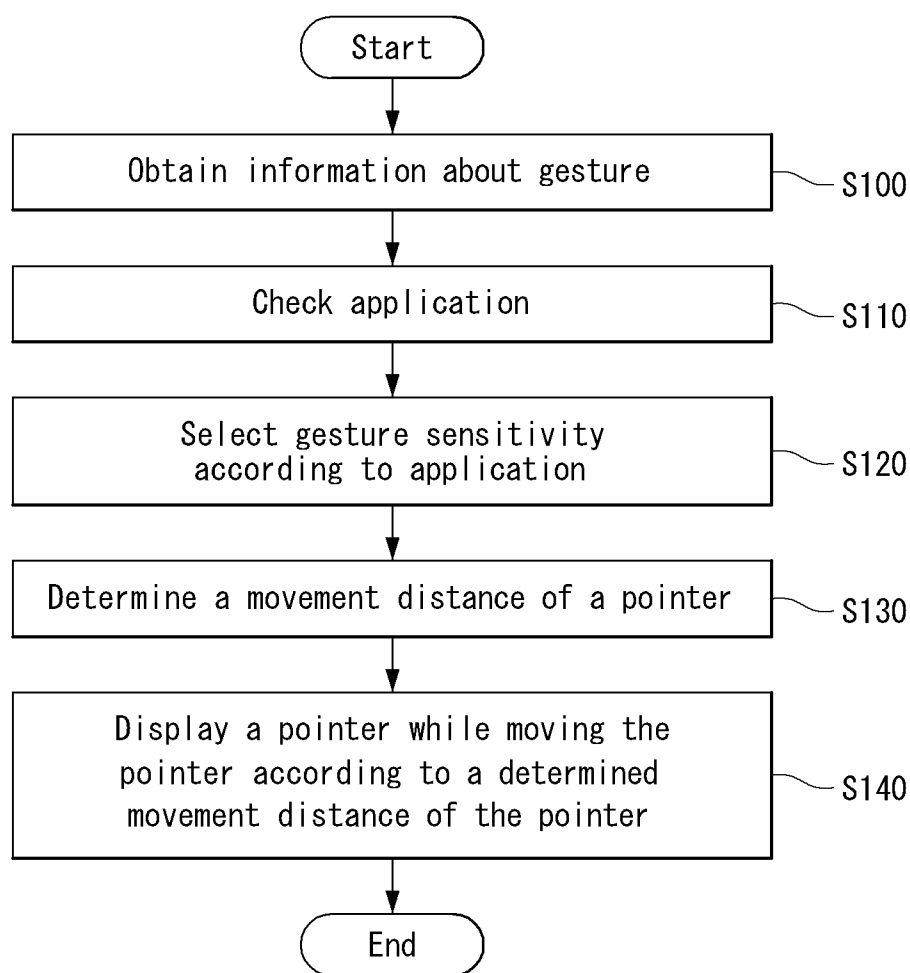 Start
Obtain information about gesture
S100
Check application
S110
Select gesture sensitivity
according to application
S120
Determine a movement distance of a pointer
S130
Display a pointer while moving the
pointer according to a determined
movement distance of the pointer
S140
End